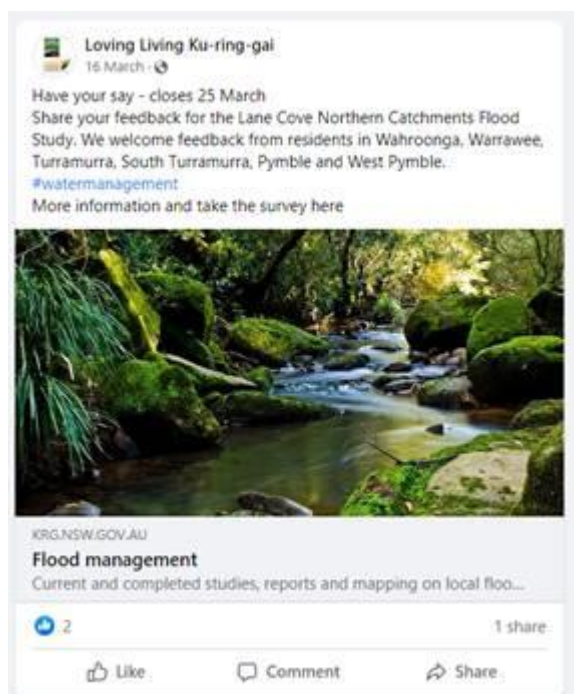 Loving Living Ku-ring-gai
16 March ·
Have your say - closes 25 March
Share your feedback for the Lane Cove Northern Catchments Flood
Study. We welcome feedback from residents in Wahroonga, Warrawee,
Turramurra, South Turramurra, Pymble and West Pymble.
#watermanagement
More information and take the survey here
KRG.NSW.GOV.AU
Flood management
Current and completed studies, reports and mapping on local floo...
2
1 share
Like
Comment
Share